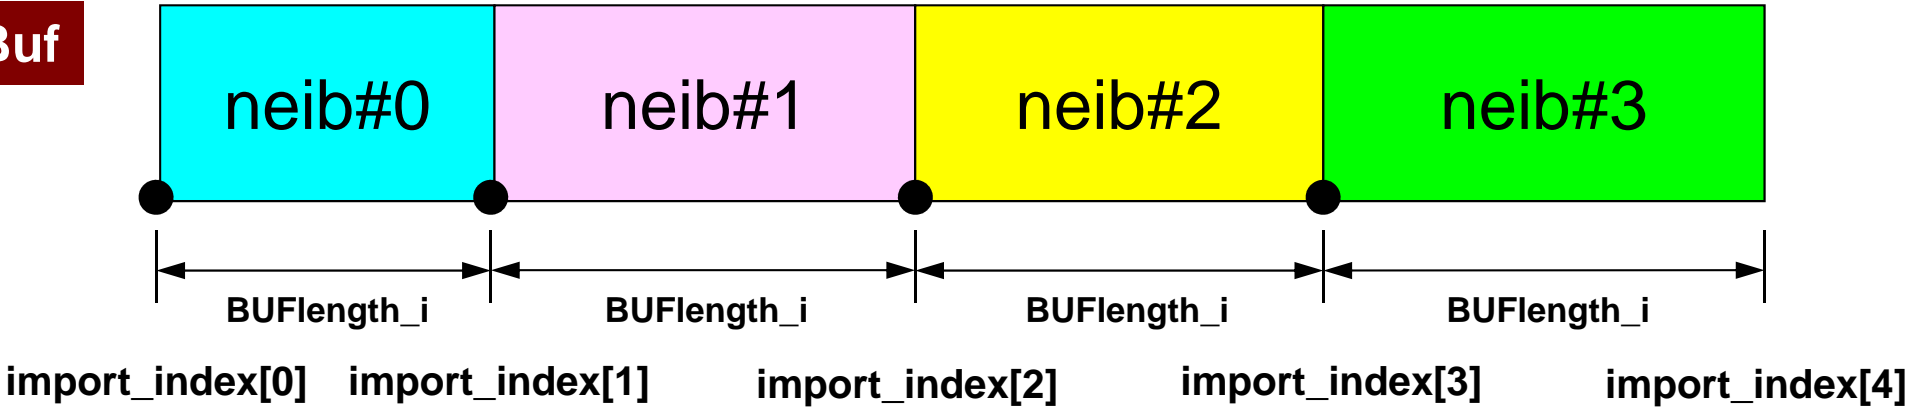 Buf
neib#0 neib#1 neib#2 neib#3
BUFlength_i BUFlength_i BUFlength_i BUFlength_i
import_index[0] import_index[1] import_index[2] import_index[3] import_index[4]